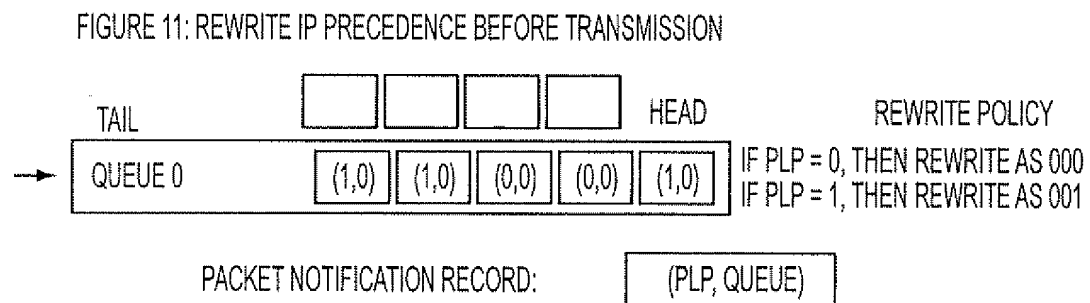 FIGURE 11: REWRITE IP PRECEDENCE BEFORE TRANSMISSION
TAIL
HEAD
REWRITE POLICY
QUEUE 0
(1,0) (1,0) (0,0) (0,0) (1,0)
IF PLP = 0, THEN REWRITE AS 000
IF PLP = 1, THEN REWRITE AS 001
PACKET NOTIFICATION RECORD:
(PLP, QUEUE)